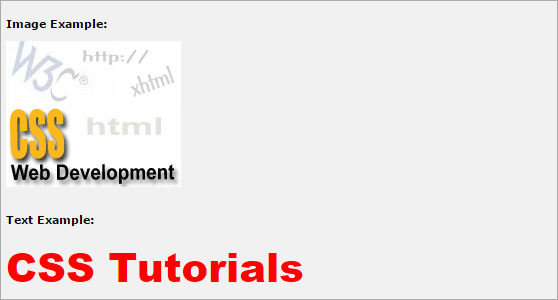 Image Example:
http://
W3C®
xhtml
CSS
html
Web Development
Text Example:
CSS Tutorials